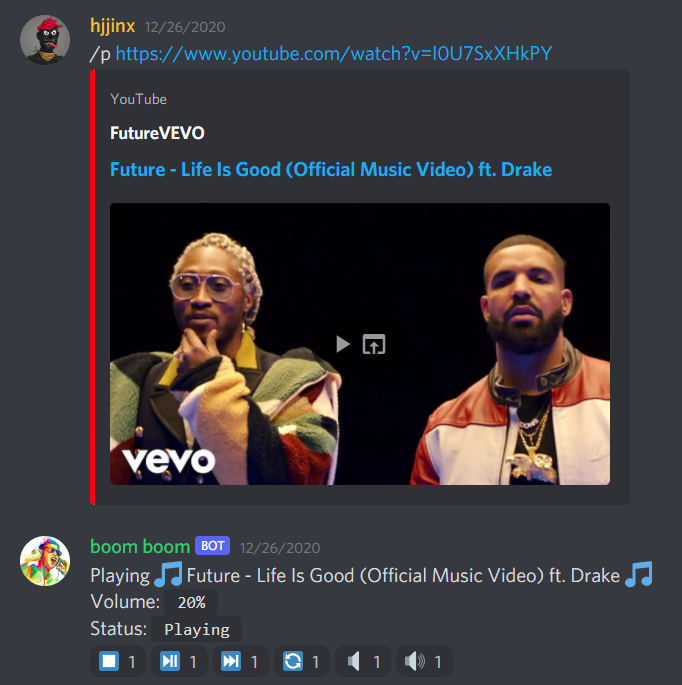 hjjinx 12/26/2020
/p https://www.youtube.com/watch?v=l0U7SxXHkPY
YouTube
FutureVEVO
Future - Life Is Good (Official Music Video) ft. Drake
vevo
boom boom BOT 12/26/2020
Playing 🎵 Future - Life Is Good (Official Music Video) ft. Drake 🎵
Volume: 20%
Status: Playing
1 1 1 1 1 1